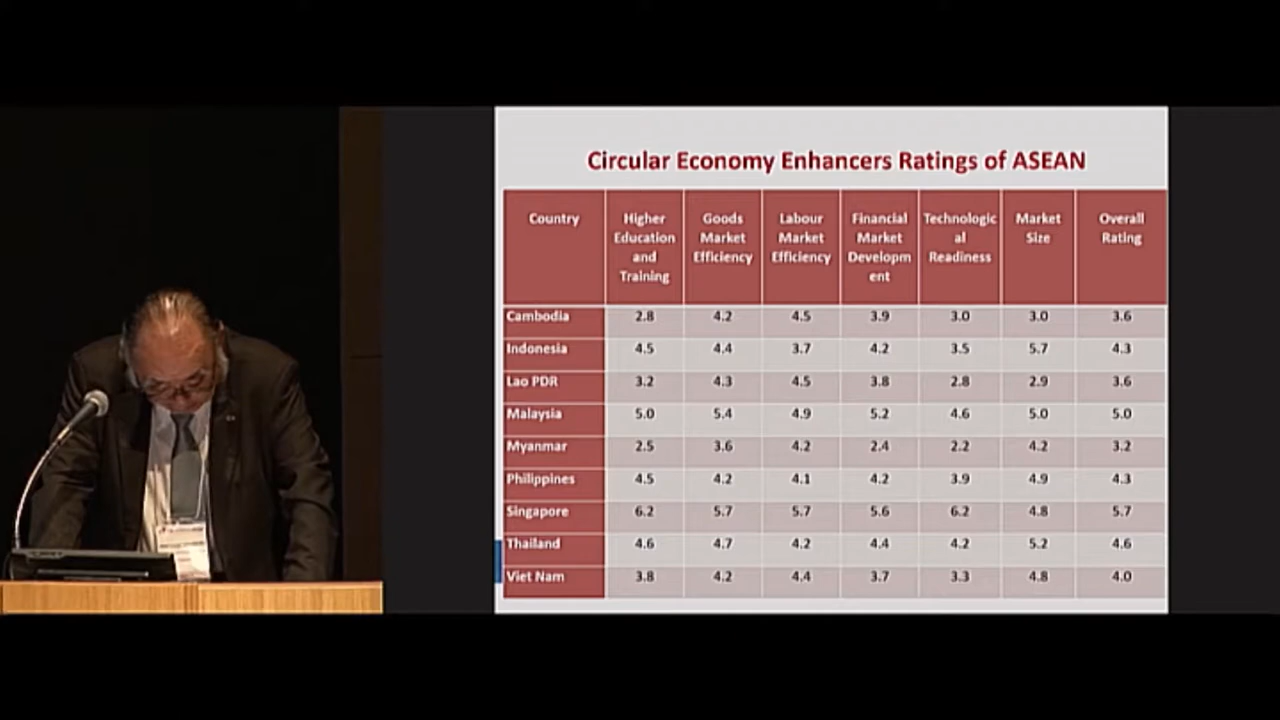 Circular Economy Enhancers Ratings of ASEAN
Country Higher Education and Training Goods Market Efficiency Labour Market Efficiency Financial Market Developm ent Technologic al Readiness Market Size Overall Rating
Cambodia 2.8 4.2 4.5 3.9 3.0 3.0 3.6
Indonesia 4.5 4.4 3.7 4.2 3.5 5.7 4.3
Lao PDR 3.2 4.3 4.5 3.8 2.8 2.9 3.6
Malaysia 5.0 5.4 4.9 5.2 4.6 5.0 5.0
Myanmar 2.5 3.6 4.2 2.4 2.2 4.2 3.2
Philippines 4.5 4.2 4.1 4.2 3.9 4.9 4.3
Singapore 6.2 5.7 5.7 5.6 6.2 4.8 5.7
Thailand 4.6 4.7 4.2 4.4 4.2 5.2 4.6
Viet Nam 3.8 4.2 4.4 3.7 3.3 4.8 4.0